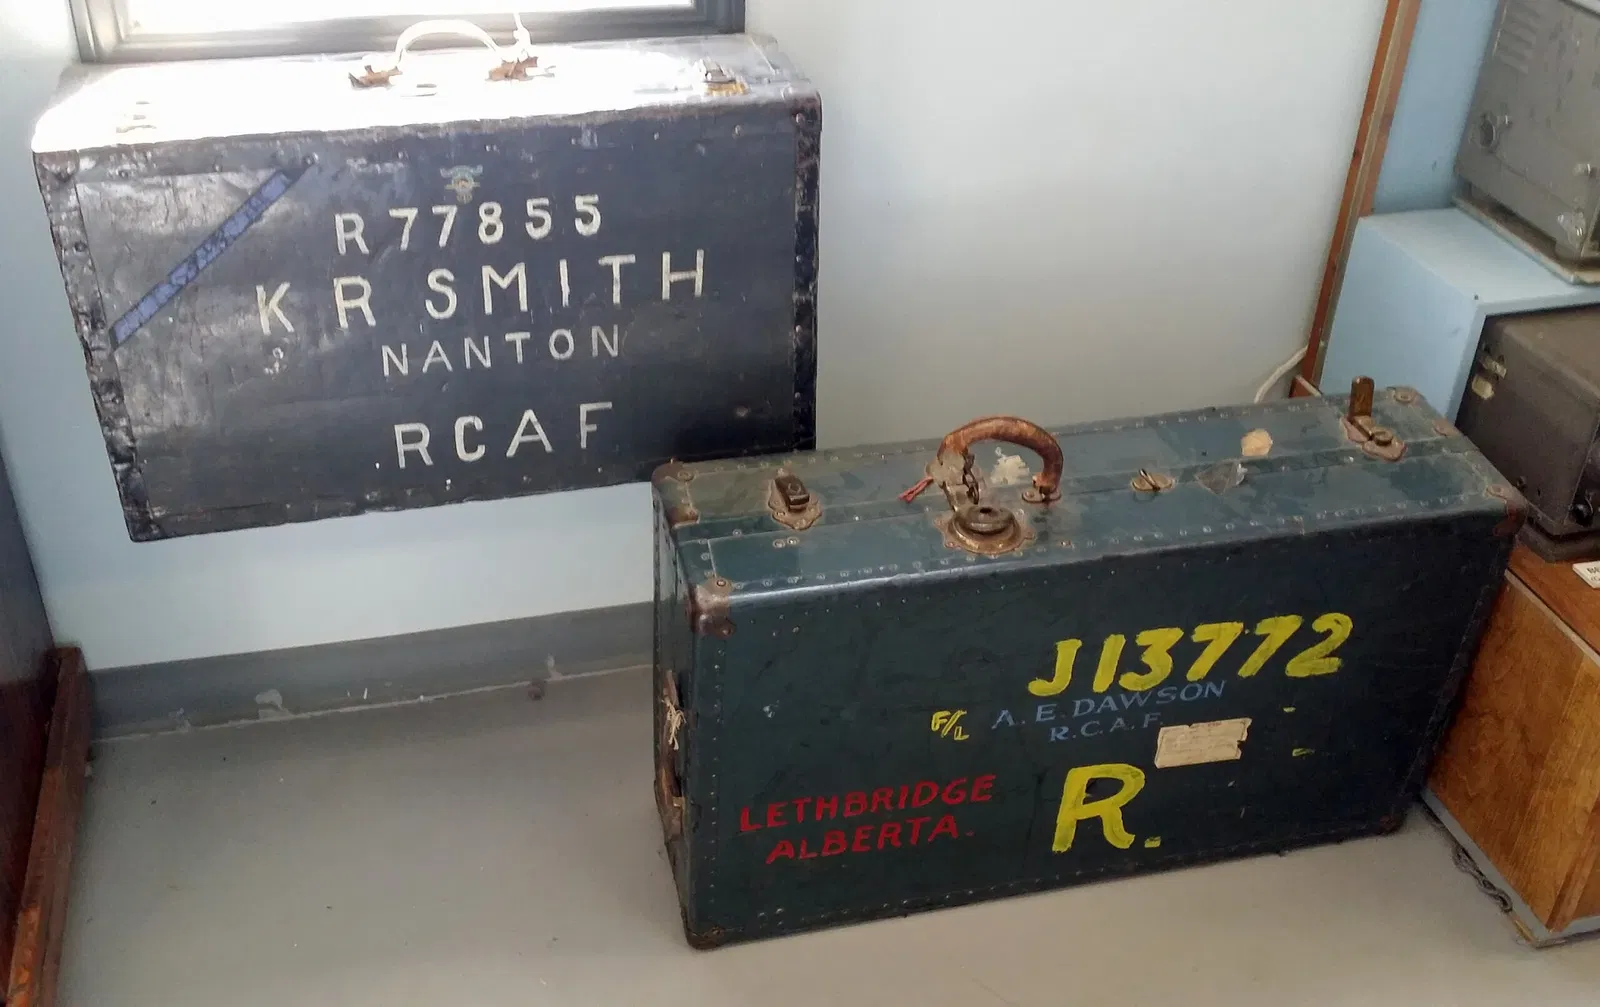 R77855
K R SMITH
NANTON
RCAF
J13772
F/L A. E. DAWSON
R.C.A.F.
LETHBRIDGE
ALBERTA.
R.